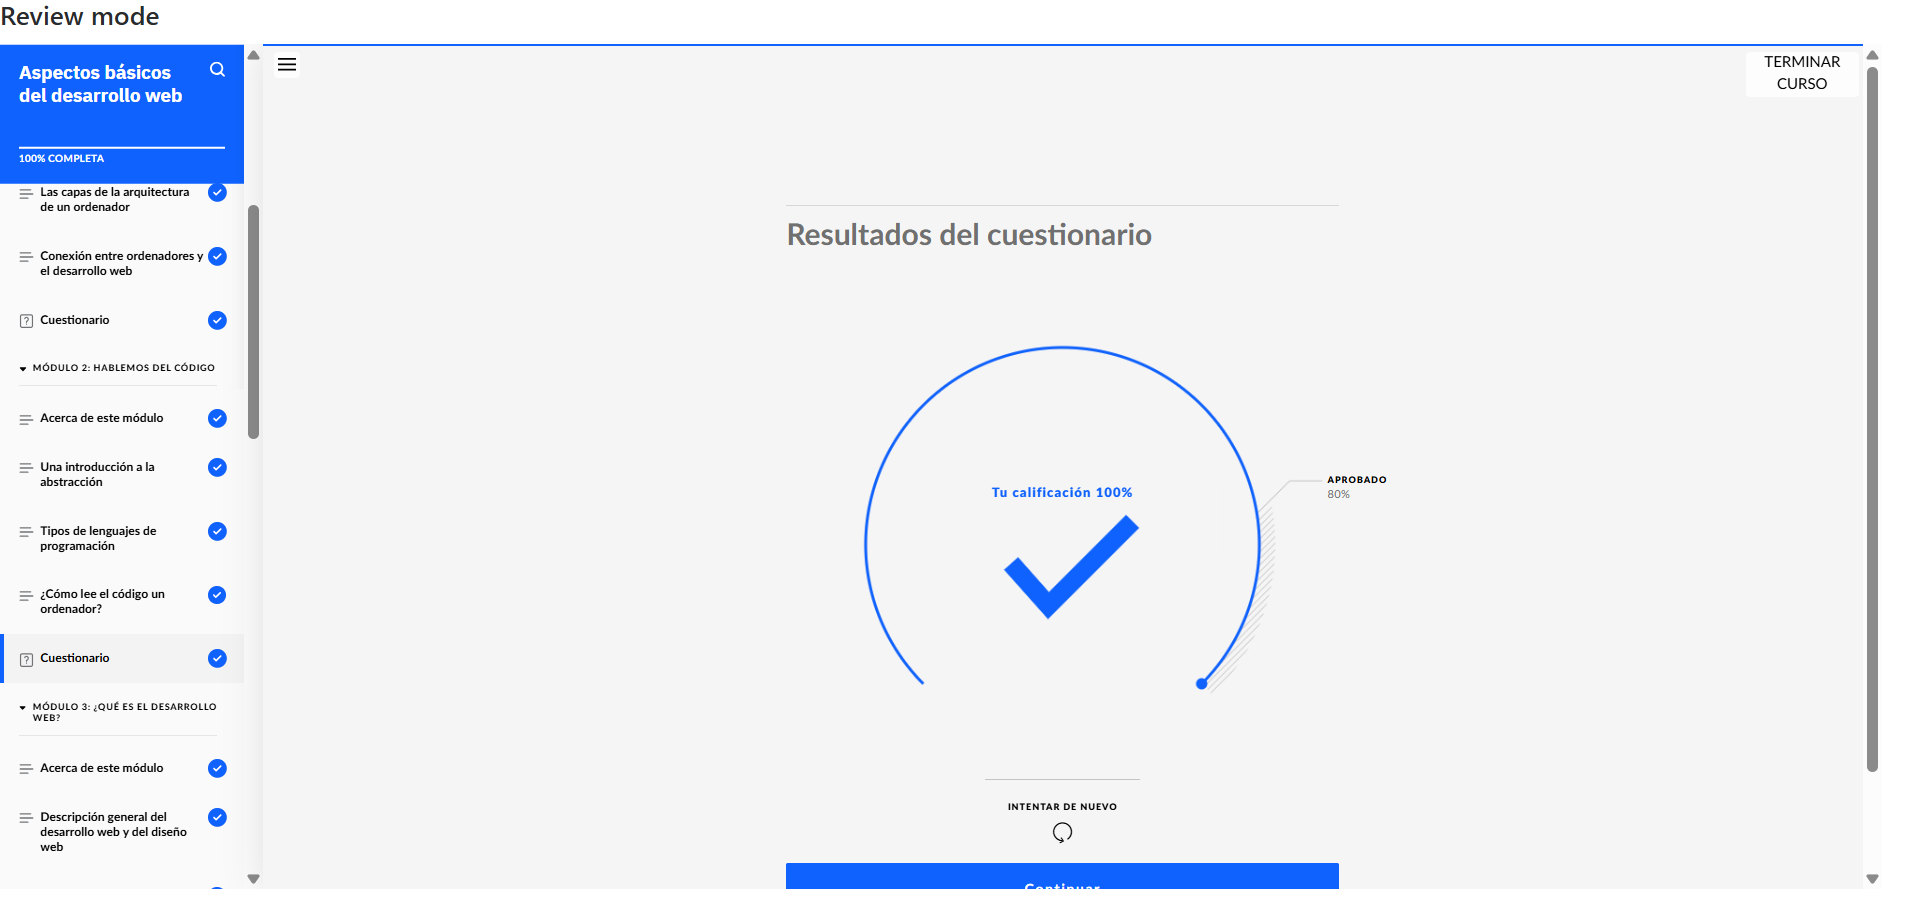 Review mode
Aspectos básicos
del desarrollo web
100% COMPLETA
Las capas de la arquitectura
de un ordenador
Conexión entre ordenadores y
el desarrollo web
Cuestionario
MÓDULO 2: HABLEMOS DEL CÓDIGO
Acerca de este módulo
Una introducción a la
abstracción
Tipos de lenguajes de
programación
¿Cómo lee el código un
ordenador?
Cuestionario
MÓDULO 3: ¿QUÉ ES EL DESARROLLO
WEB?
Acerca de este módulo
Descripción general del
desarrollo web y del diseño
web
TERMINAR
CURSO
Resultados del cuestionario
Tu calificación 100%
APROBADO
80%
INTENTAR DE NUEVO
Continuar